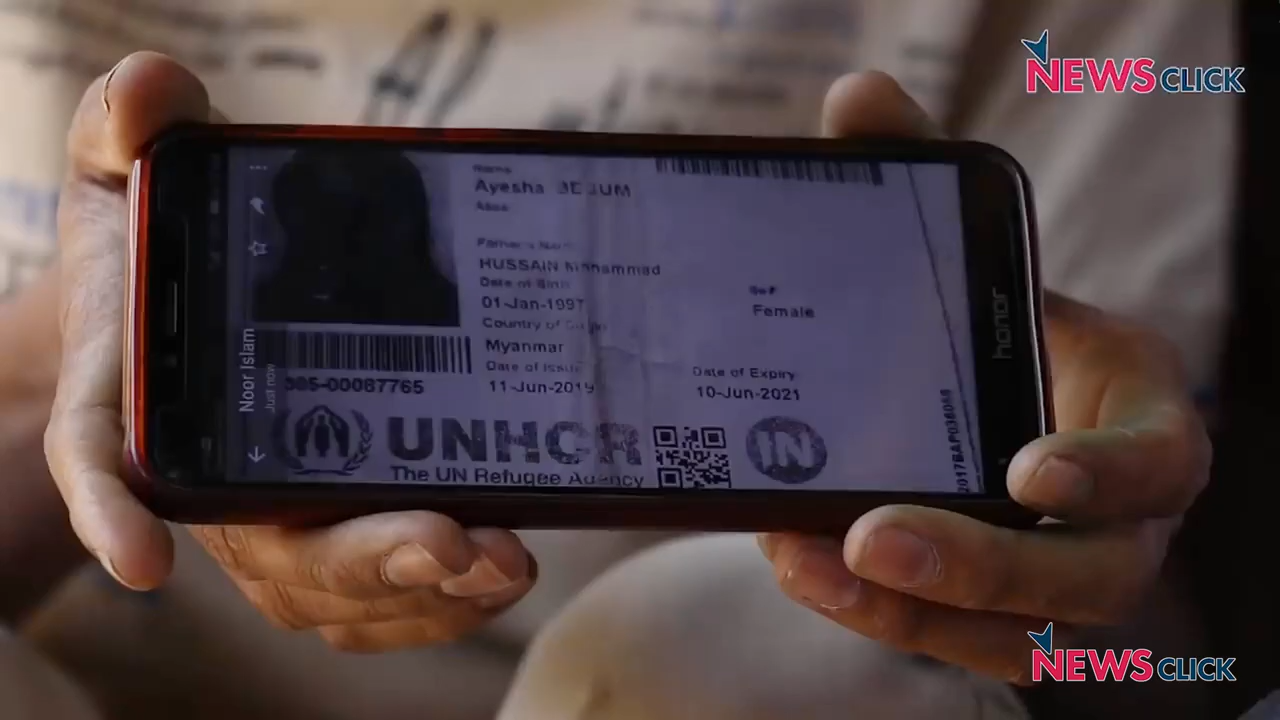 NEWSCLICK
Name
Ayesha BEGUM
Alias
Father's Name
HUSSAIN Mohammad
Date of Birth
Sex
01-Jan-1997
Female
Country of Origin
Myanmar
Date of Issue
Date of Expiry
11-Jun-2019
10-Jun-2021
305-00087765
UNHCR
IN
The UN Refugee Agency
Noor Islam
Just now
honor
NEWSCLICK